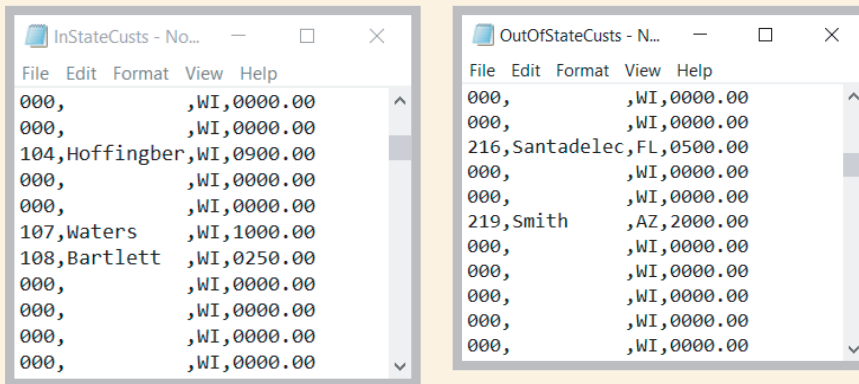 InStateCusts - No...
File Edit Format View Help
000,          ,WI,0000.00
000,          ,WI,0000.00
104,Hoffingber,WI,0900.00
000,          ,WI,0000.00
000,          ,WI,0000.00
107,Waters    ,WI,1000.00
108,Bartlett  ,WI,0250.00
000,          ,WI,0000.00
000,          ,WI,0000.00
000,          ,WI,0000.00
000,          ,WI,0000.00
OutOfStateCusts - N...
File Edit Format View Help
000,          ,WI,0000.00
000,          ,WI,0000.00
216,Santadelec,FL,0500.00
000,          ,WI,0000.00
000,          ,WI,0000.00
219,Smith     ,AZ,2000.00
000,          ,WI,0000.00
000,          ,WI,0000.00
000,          ,WI,0000.00
000,          ,WI,0000.00
000,          ,WI,0000.00